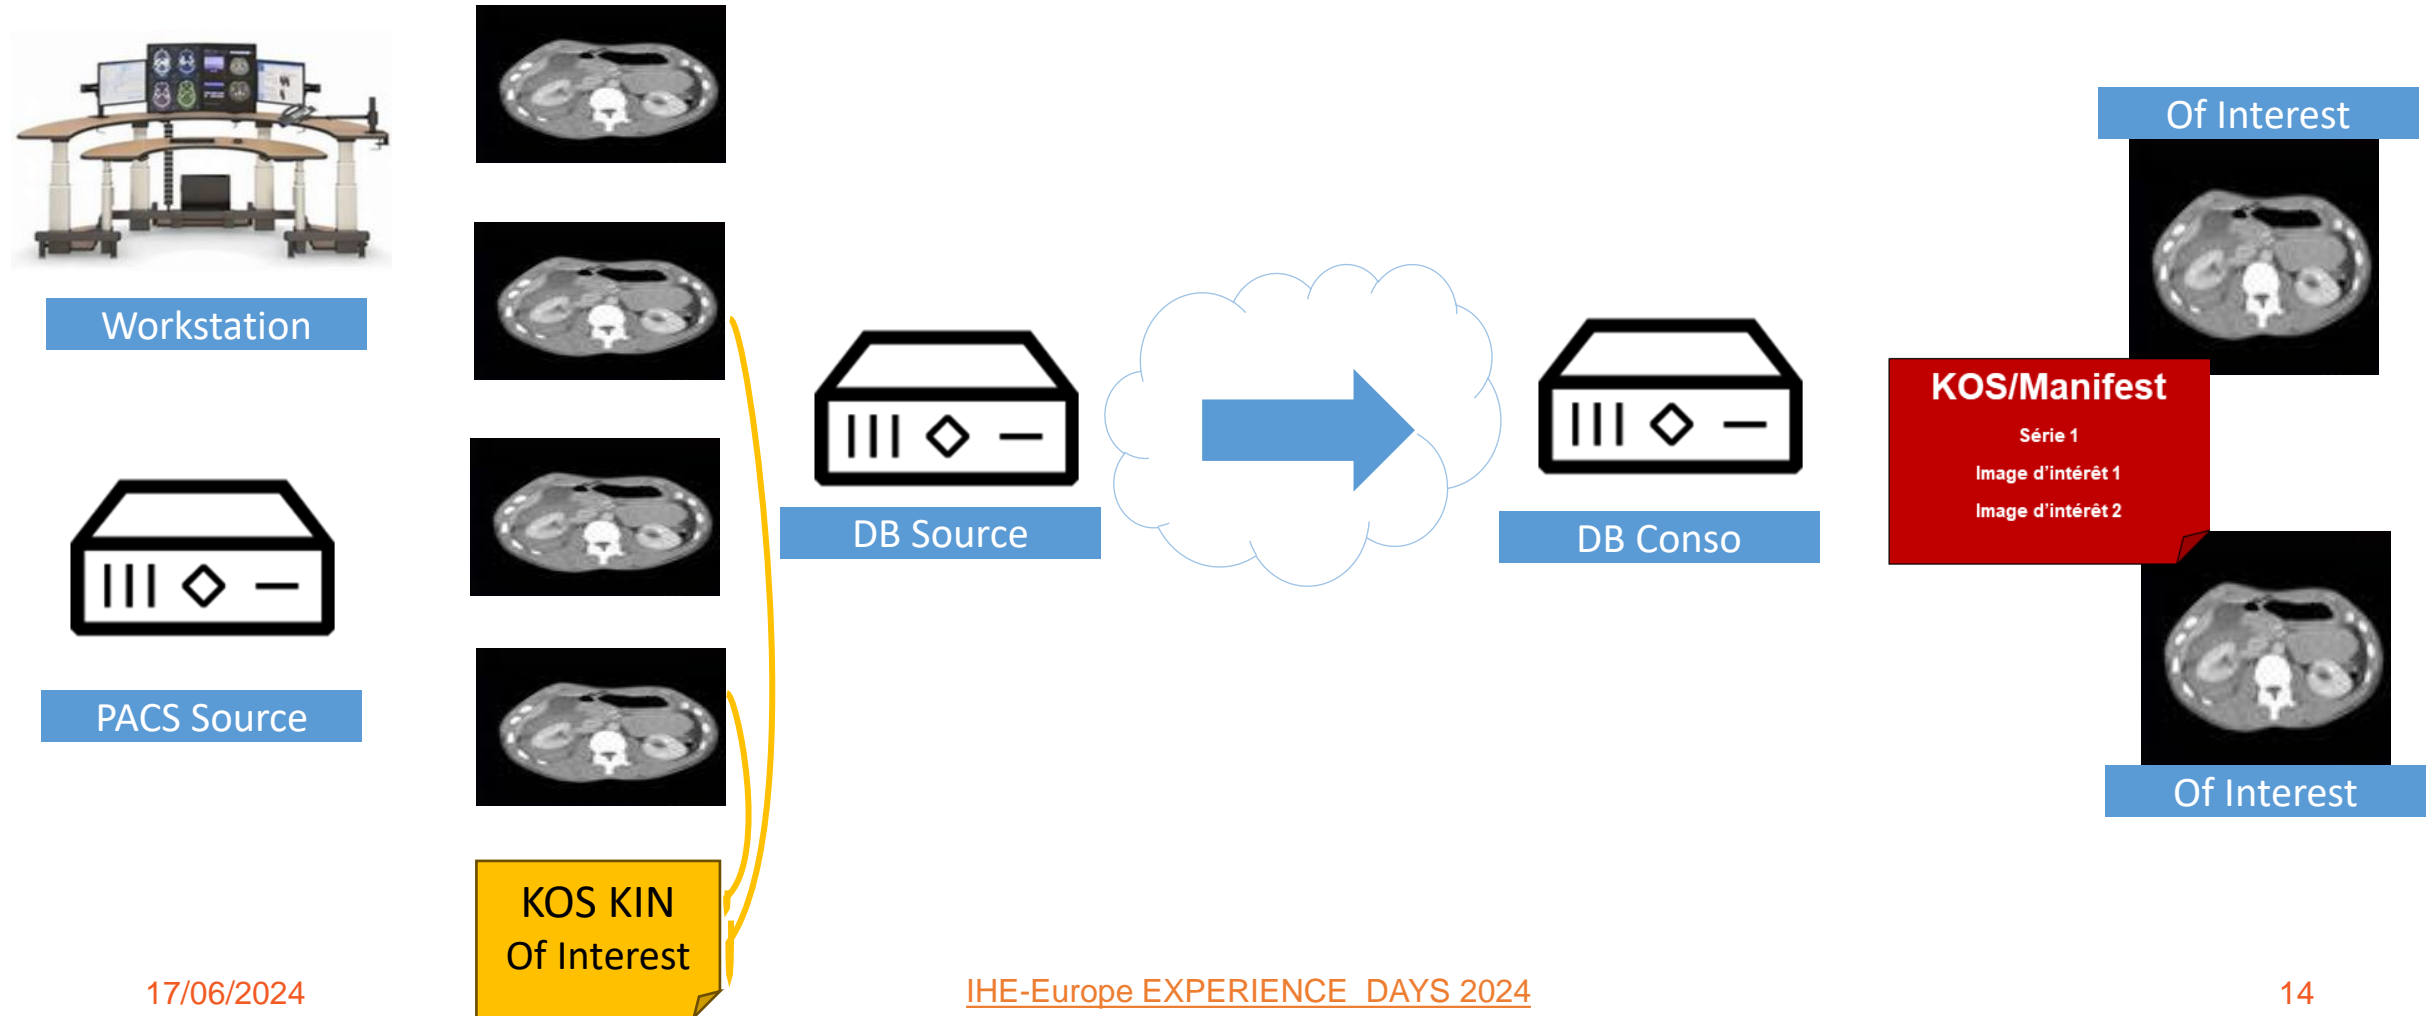 Workstation
PACS Source
KOS KIN
Of Interest
DB Source
DB Conso
Of Interest
KOS/Manifest
Série 1
Image d'intérêt 1
Image d'intérêt 2
Of Interest
17/06/2024
IHE-Europe EXPERIENCE  DAYS 2024
14